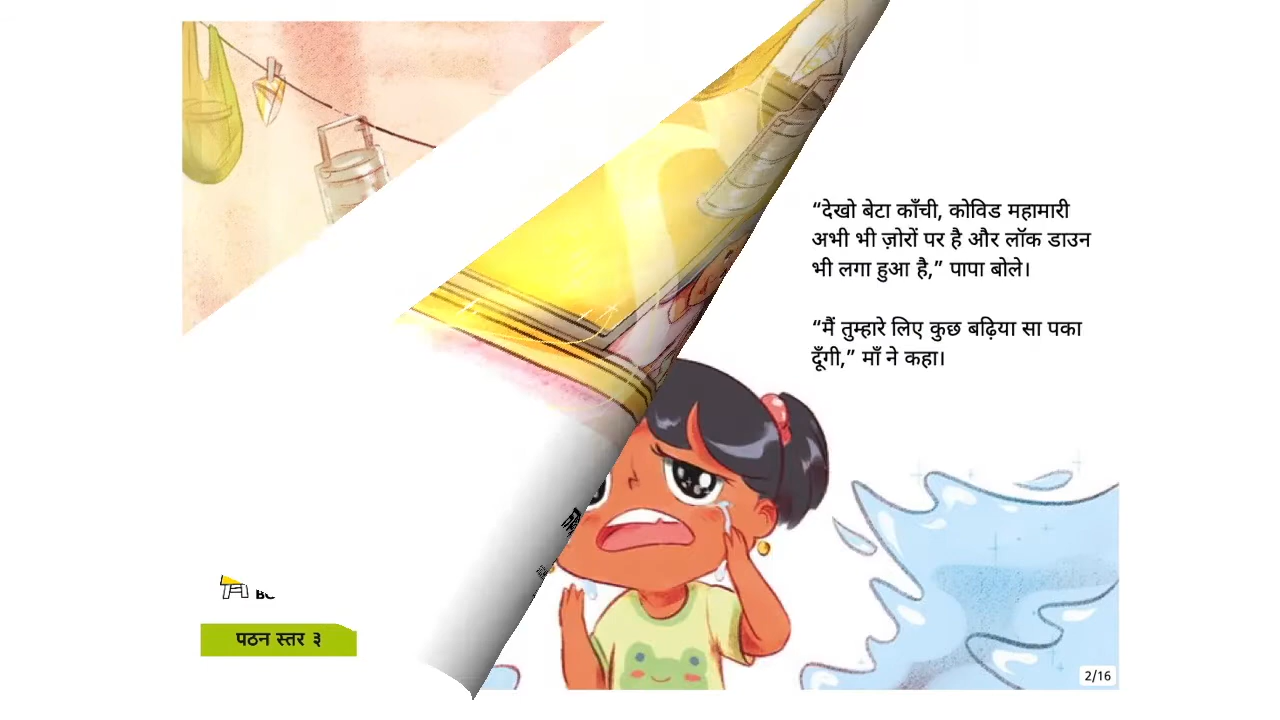 “देखो बेटा काँची, कोविड महामारी
अभी भी ज़ोरों पर है और लॉक डाउन
भी लगा हुआ है,” पापा बोले।
“मैं तुम्हारे लिए कुछ बढ़िया सा पका
दूँगी,” माँ ने कहा।
पठन स्तर ३
2/16